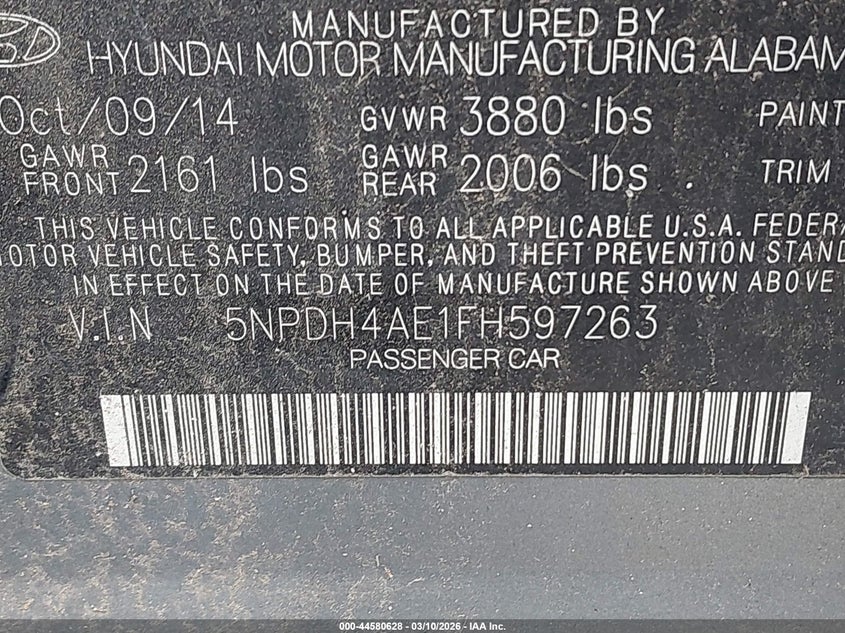 MANUFACTURED BY
HYUNDAI MOTOR MANUFACTURING ALABAM
Oct/09/14 GVWR 3880 lbs PAINT
GAWR FRONT 2161 lbs GAWR REAR 2006 lbs . TRIM
THIS VEHICLE CONFORMS TO ALL APPLICABLE U.S.A. FEDERA
MOTOR VEHICLE SAFETY, BUMPER, AND THEFT PREVENTION STAND
IN EFFECT ON THE DATE OF MANUFACTURE SHOWN ABOVE
V.I.N 5NPDH4AE1FH597263
PASSENGER CAR
000-44580628 - 03/10/2026 - IAA Inc.